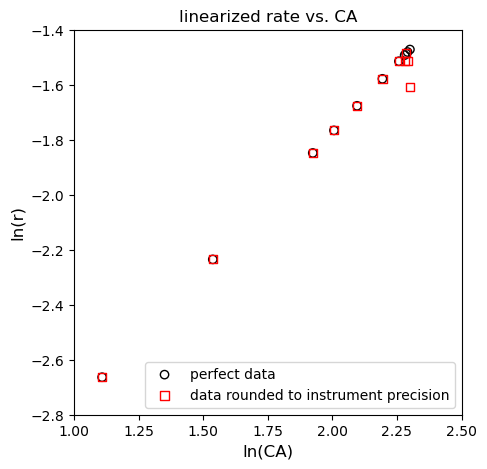 linearized rate vs. CA
ln(r)
−1.4
−1.6
−1.8
−2.0
−2.2
−2.4
−2.6
−2.8
perfect data
data rounded to instrument precision
1.00 1.25 1.50 1.75 2.00 2.25 2.50
ln(CA)